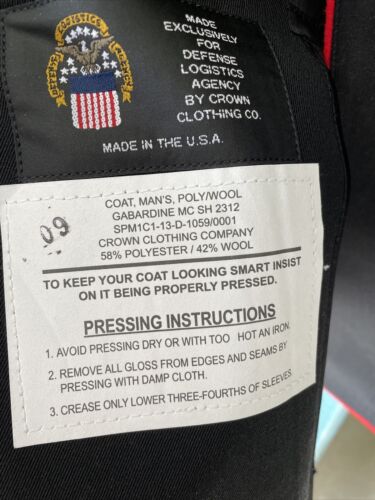 DEFENSE LOGISTICS AGENCY
MADE
EXCLUSIVELY
FOR
DEFENSE
LOGISTICS
AGENCY
BY CROWN
CLOTHING CO.
MADE IN THE U.S.A.
09
COAT, MAN'S, POLY/WOOL
GABARDINE MC SH 2312
SPM1C1-13-D-1059/0001
CROWN CLOTHING COMPANY
58% POLYESTER / 42% WOOL
TO KEEP YOUR COAT LOOKING SMART INSIST
ON IT BEING PROPERLY PRESSED.
PRESSING INSTRUCTIONS
1. AVOID PRESSING DRY OR WITH TOO HOT AN IRON.
2. REMOVE ALL GLOSS FROM EDGES AND SEAMS BY
PRESSING WITH DAMP CLOTH.
3. CREASE ONLY LOWER THREE-FOURTHS OF SLEEVES.